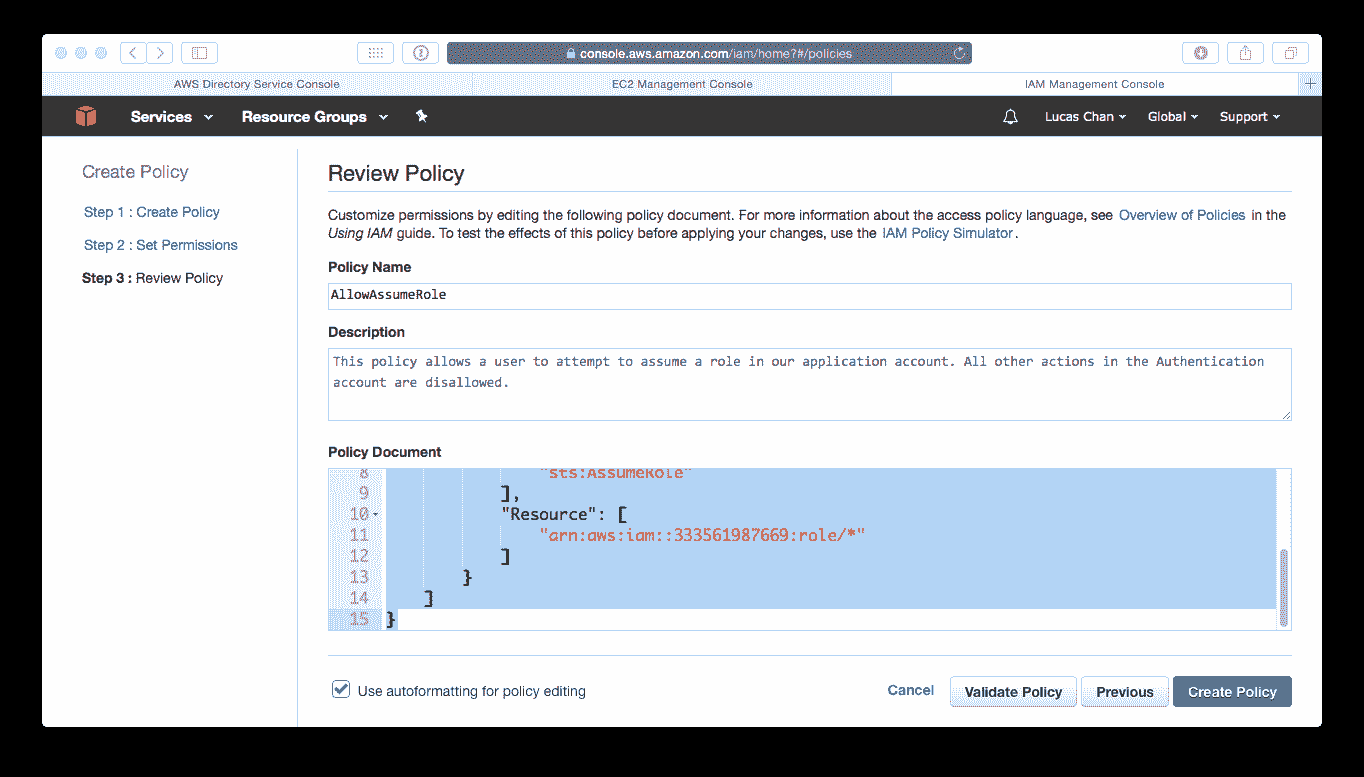 console.aws.amazon.com/iam/home?#/policies
AWS Directory Service Console
EC2 Management Console
IAM Management Console
Services
Resource Groups
Lucas Chan
Global
Support
Create Policy
Step 1 : Create Policy
Step 2 : Set Permissions
Step 3 : Review Policy
Review Policy
Customize permissions by editing the following policy document. For more information about the access policy language, see Overview of Policies in the
Using IAM guide. To test the effects of this policy before applying your changes, use the IAM Policy Simulator.
Policy Name
AllowAssumeRole
Description
This policy allows a user to attempt to assume a role in our application account. All other actions in the Authentication
account are disallowed.
Policy Document
8 "sts:AssumeRole"
9 ],
10 "Resource": [
11 "arn:aws:iam::333561987669:role/*"
12 ]
13 }
14 ]
15 }
Use autoformatting for policy editing
Cancel
Validate Policy
Previous
Create Policy